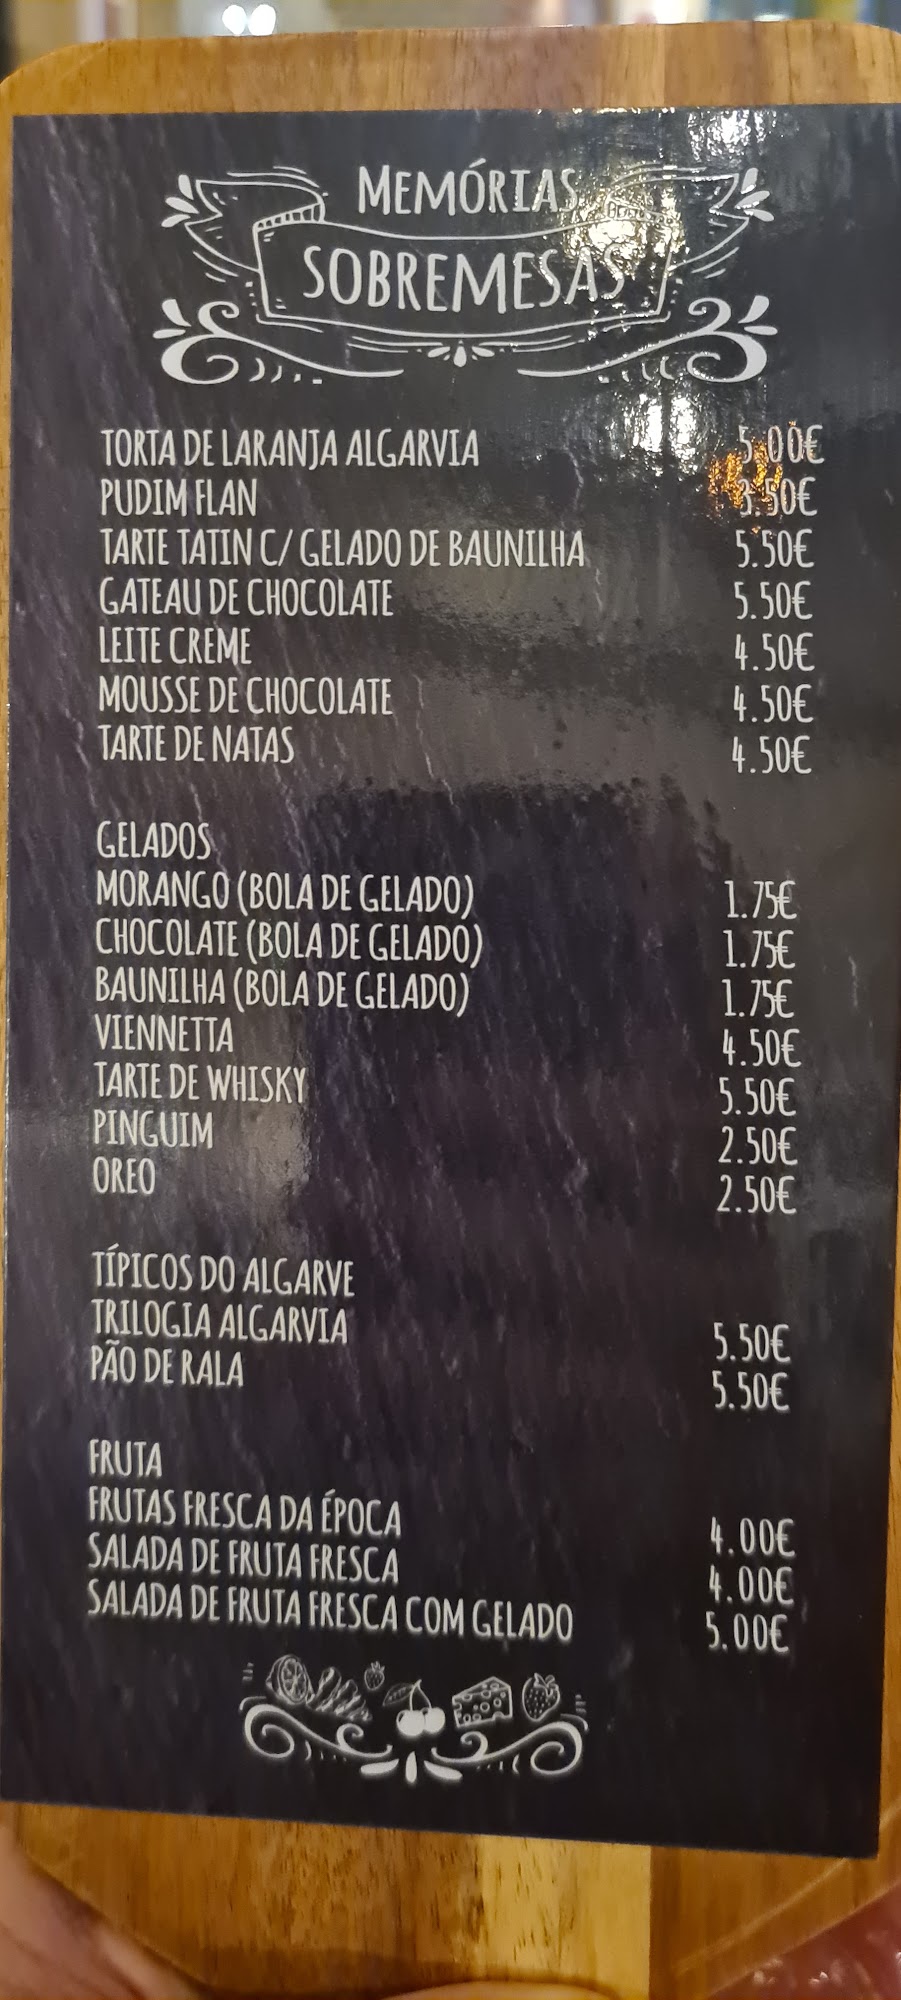 MEMÓRIAS
SOBREMESAS
TORTA DE LARANJA ALGARVIA 5.00€
PUDIM FLAN 3.50€
TARTE TATIN C/ GELADO DE BAUNILHA 5.50€
GATEAU DE CHOCOLATE 5.50€
LEITE CREME 4.50€
MOUSSE DE CHOCOLATE 4.50€
TARTE DE NATAS 4.50€
GELADOS
MORANGO (BOLA DE GELADO) 1.75€
CHOCOLATE (BOLA DE GELADO) 1.75€
BAUNILHA (BOLA DE GELADO) 1.75€
VIENNETTA 4.50€
TARTE DE WHISKY 5.50€
PINGUIM 2.50€
OREO 2.50€
TÍPICOS DO ALGARVE
TRILOGIA ALGARVIA 5.50€
PÃO DE RALA 5.50€
FRUTA
FRUTAS FRESCA DA ÉPOCA 4.00€
SALADA DE FRUTA FRESCA 4.00€
SALADA DE FRUTA FRESCA COM GELADO 5.00€